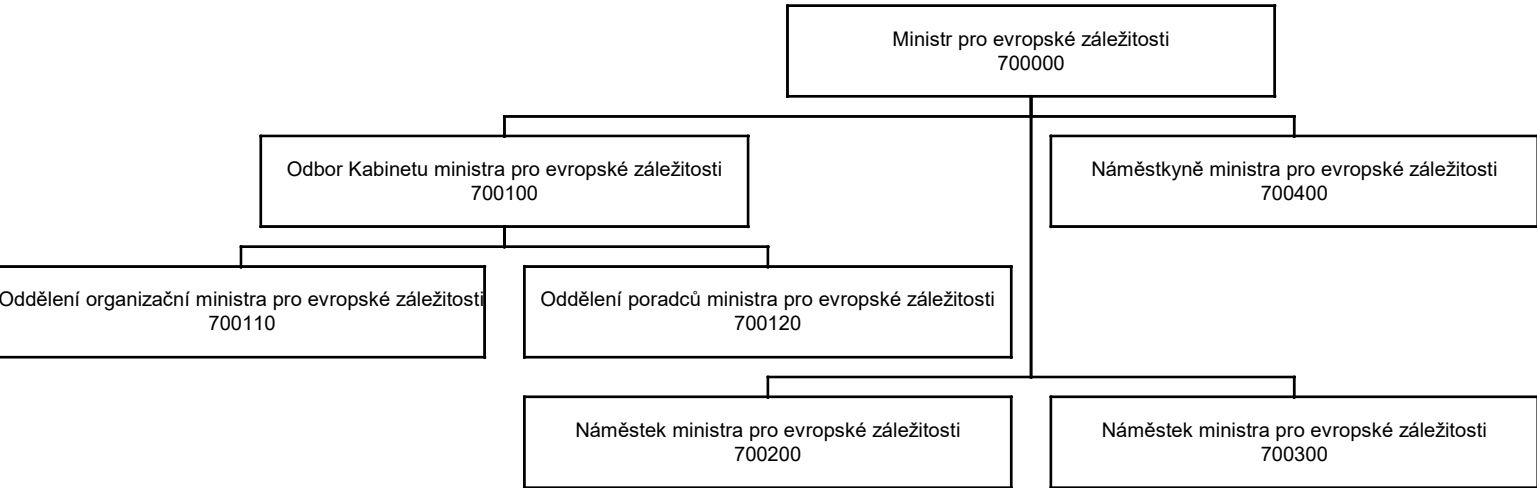 Ministr pro evropské záležitosti
700000
Odbor Kabinetu ministra pro evropské záležitosti
700100
Náměstkyně ministra pro evropské záležitosti
700400
Oddělení organizační ministra pro evropské záležitosti
700110
Oddělení poradců ministra pro evropské záležitosti
700120
Náměstek ministra pro evropské záležitosti
700200
Náměstek ministra pro evropské záležitosti
700300